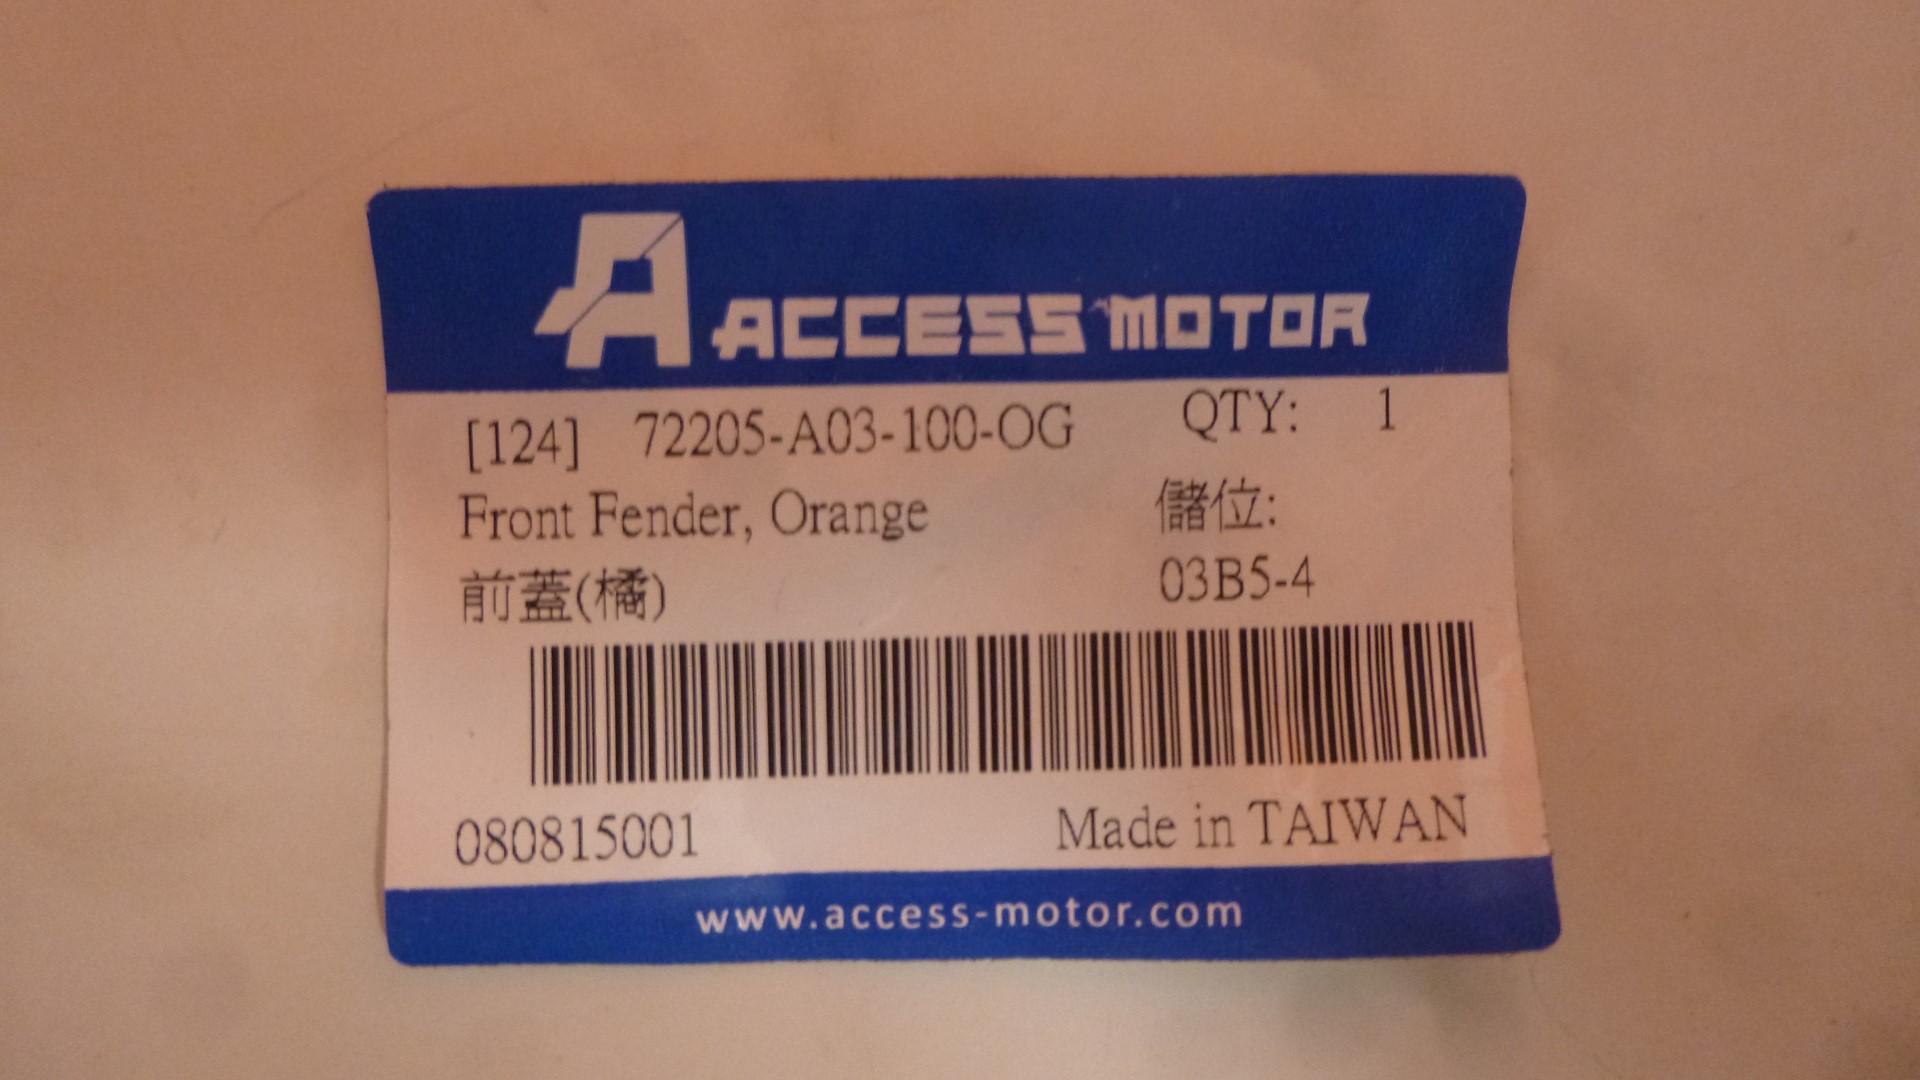 A ACCESS MOTOR
[124] 72205-A03-100-OG QTY: 1
Front Fender, Orange 儲位:
前蓋(橘) 03B5-4
080815001 Made in TAIWAN
www.access-motor.com